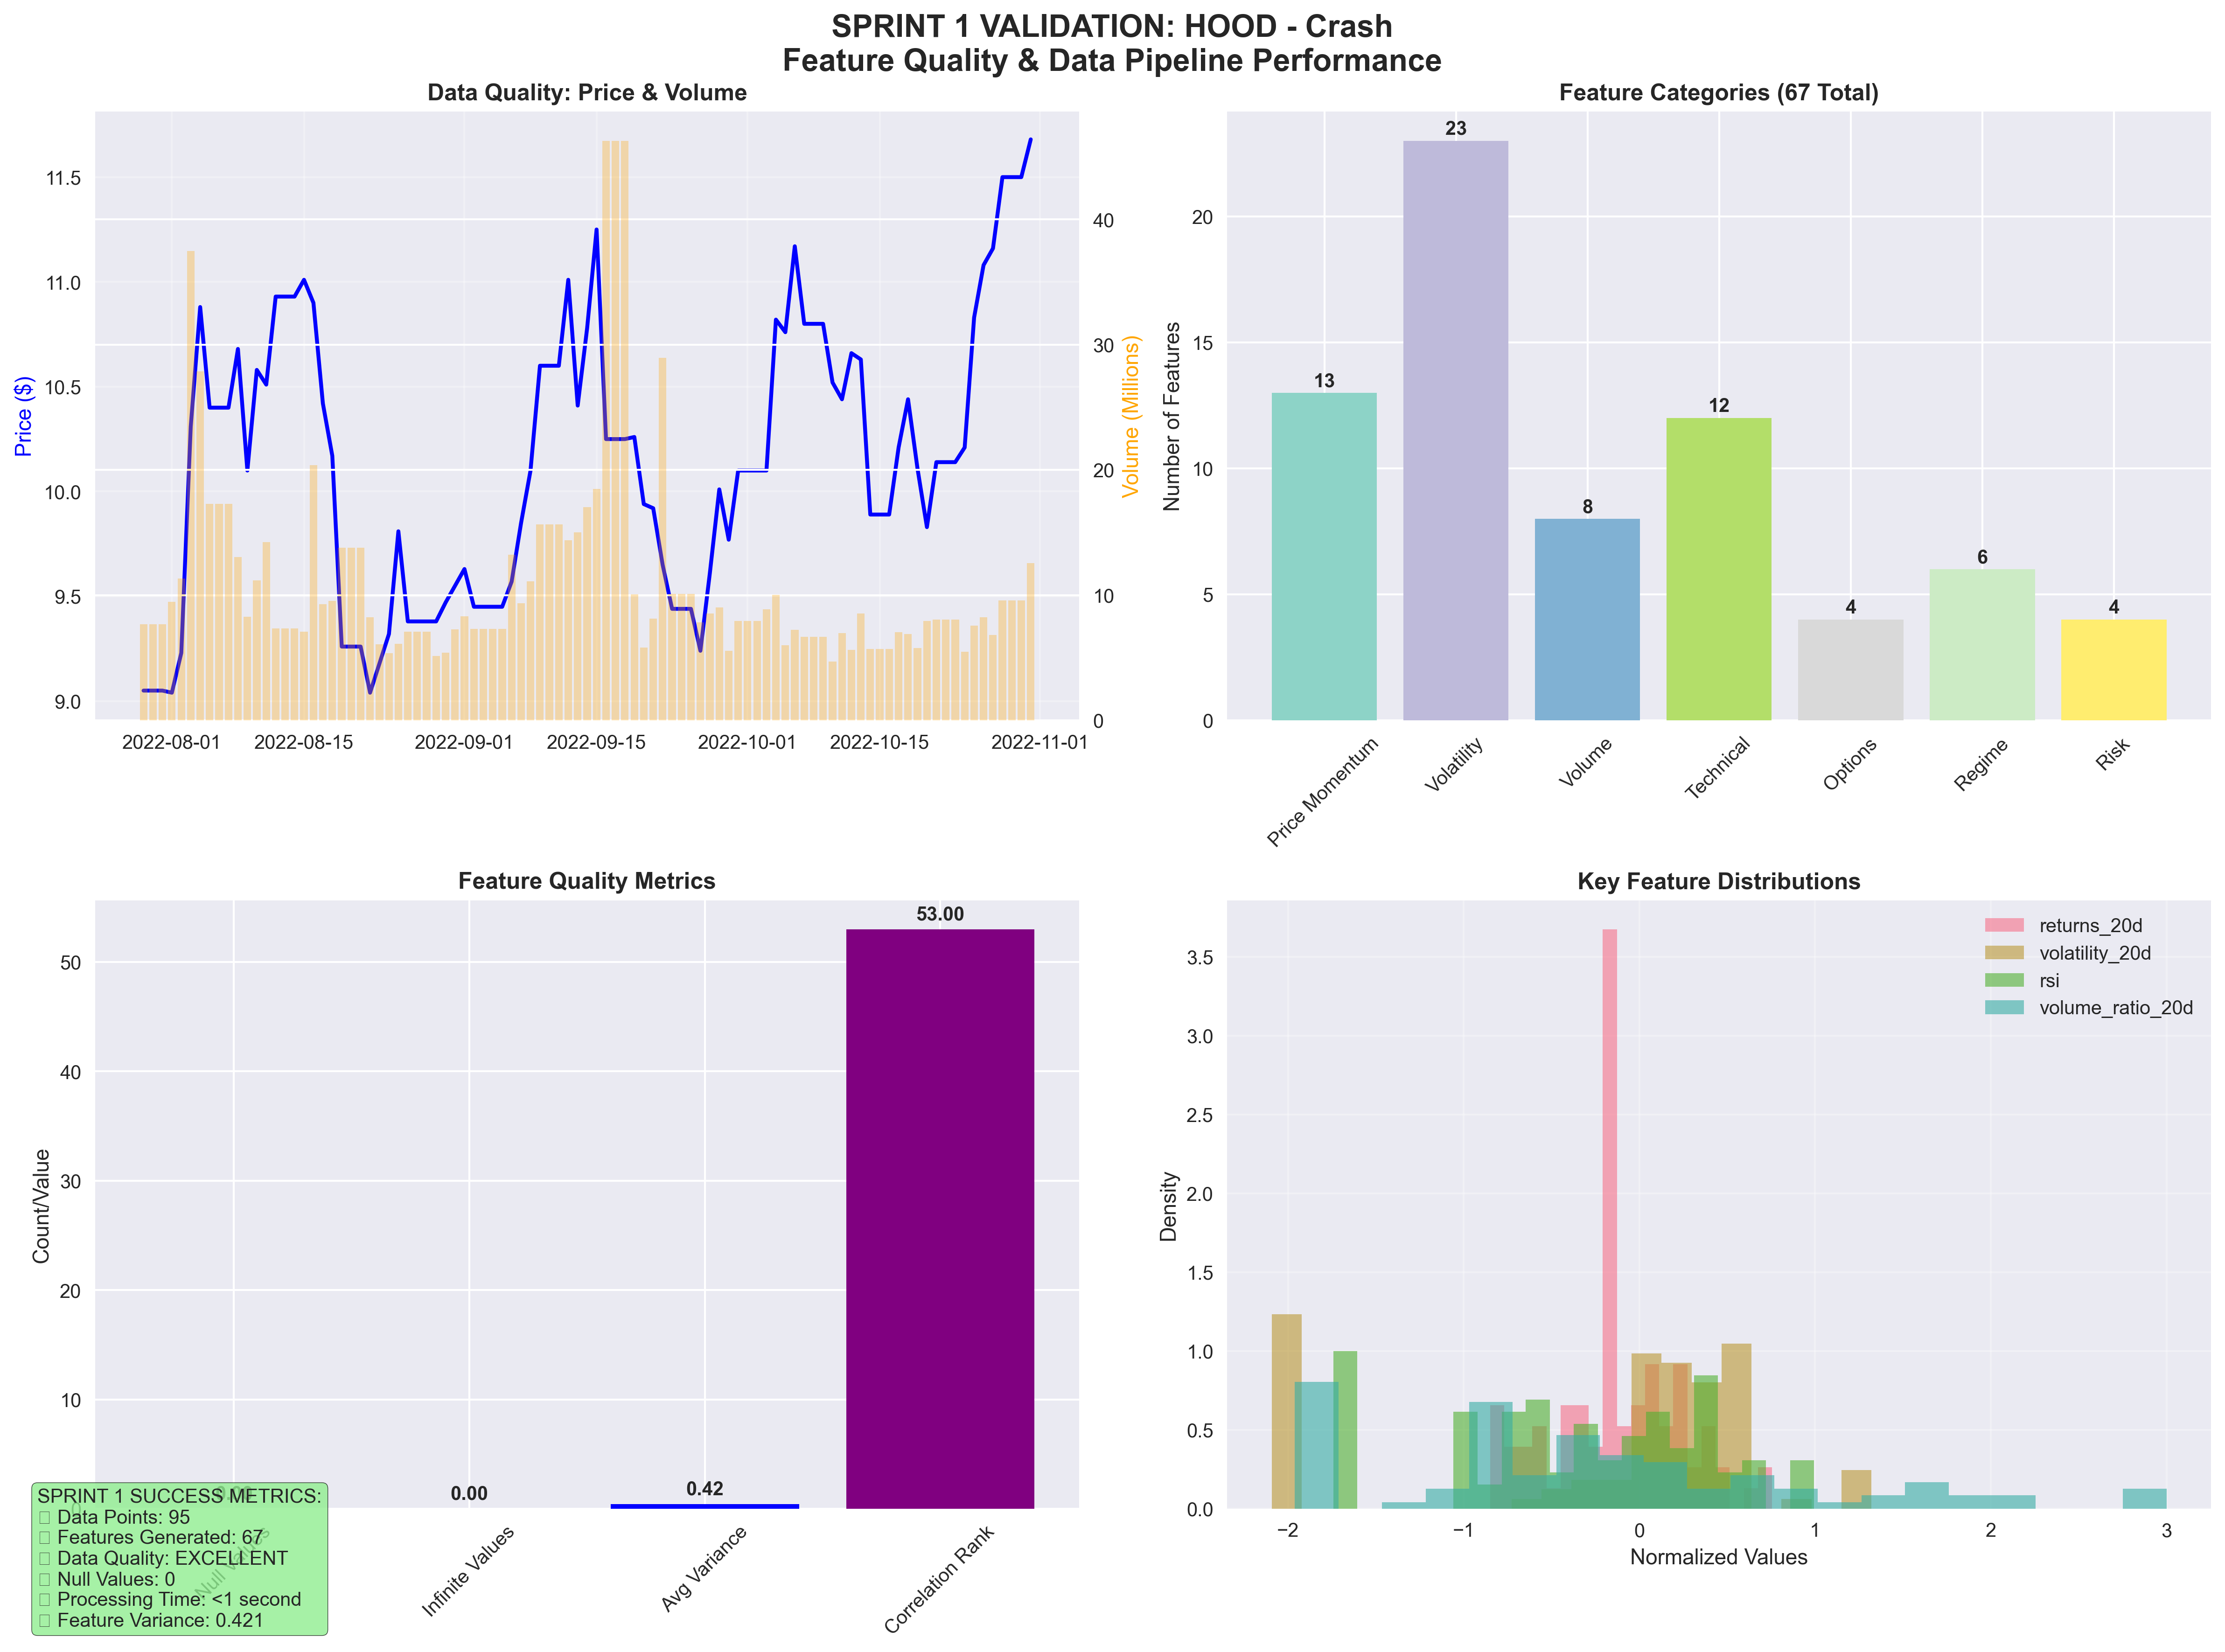 SPRINT 1 VALIDATION: HOOD - Crash
Feature Quality & Data Pipeline Performance
Data Quality: Price & Volume
Price ($)
11.5
11.0
10.5
10.0
9.5
9.0
40
30
20
10
0
Volume (Millions)
2022-08-01
2022-08-15
2022-09-01
2022-09-15
2022-10-01
2022-10-15
2022-11-01
Feature Categories (67 Total)
Number of Features
20
15
10
5
0
13
23
8
12
4
6
4
Price Momentum
Volatility
Volume
Technical
Options
Regime
Risk
Feature Quality Metrics
Count/Value
50
40
30
20
10
0
0.00
0.00
0.42
53.00
Null Values
Infinite Values
Avg Variance
Correlation Rank
SPRINT 1 SUCCESS METRICS:
Data Points: 95
Features Generated: 67
Data Quality: EXCELLENT
Null Values: 0
Processing Time: <1 second
Feature Variance: 0.421
Key Feature Distributions
returns_20d
volatility_20d
rsi
volume_ratio_20d
Density
3.5
3.0
2.5
2.0
1.5
1.0
0.5
0.0
−2
−1
0
1
2
3
Normalized Values